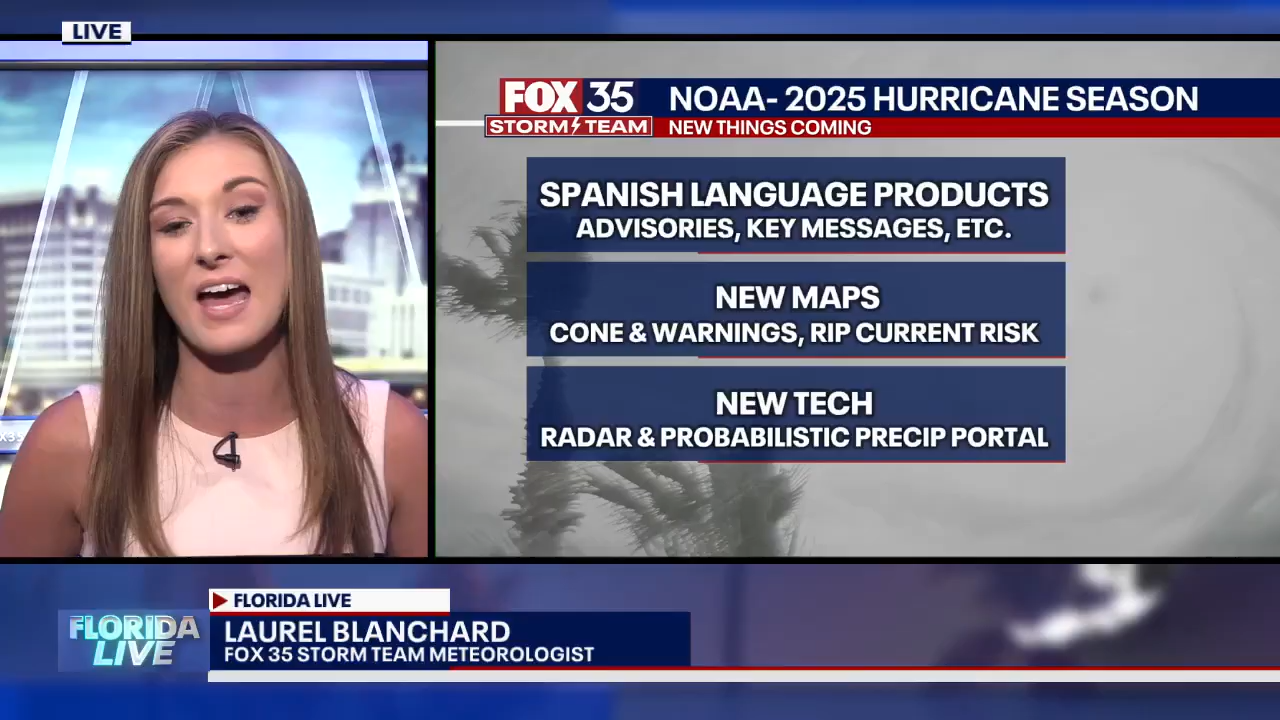 LIVE
FOX 35
STORM TEAM
NOAA- 2025 HURRICANE SEASON
NEW THINGS COMING
SPANISH LANGUAGE PRODUCTS
ADVISORIES, KEY MESSAGES, ETC.
NEW MAPS
CONE & WARNINGS, RIP CURRENT RISK
NEW TECH
RADAR & PROBABILISTIC PRECIP PORTAL
X35
FLORIDA LIVE
FLORIDA
LIVE
LAUREL BLANCHARD
FOX 35 STORM TEAM METEOROLOGIST